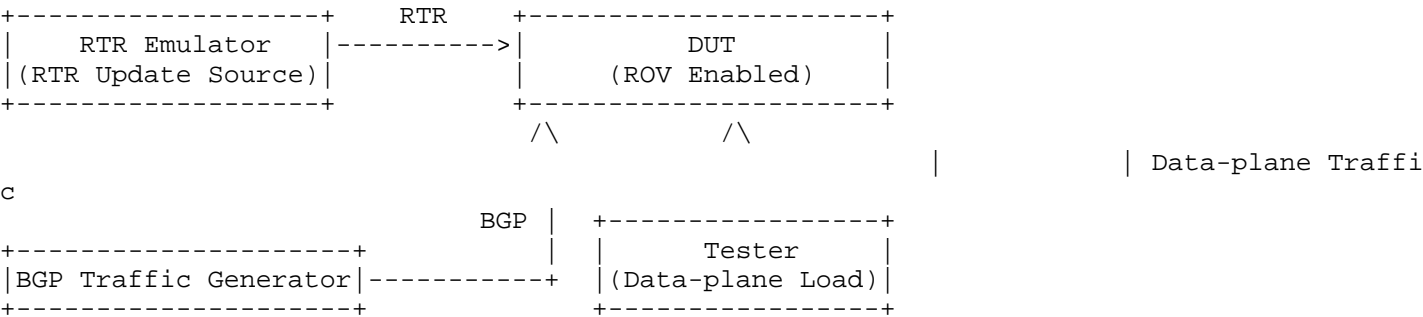 +-------------------+     RTR     +----------------------+
|   RTR Emulator    |---------->|         DUT          |
|(RTR Update Source)|           |    (ROV Enabled)     |
+-------------------+           +----------------------+
/\          /\
|           | Data-plane Traffi
c
BGP |  +-----------------+
+---------------------+           |  |     Tester      |
|BGP Traffic Generator|-----------+  |(Data-plane Load)|
+---------------------+              +-----------------+